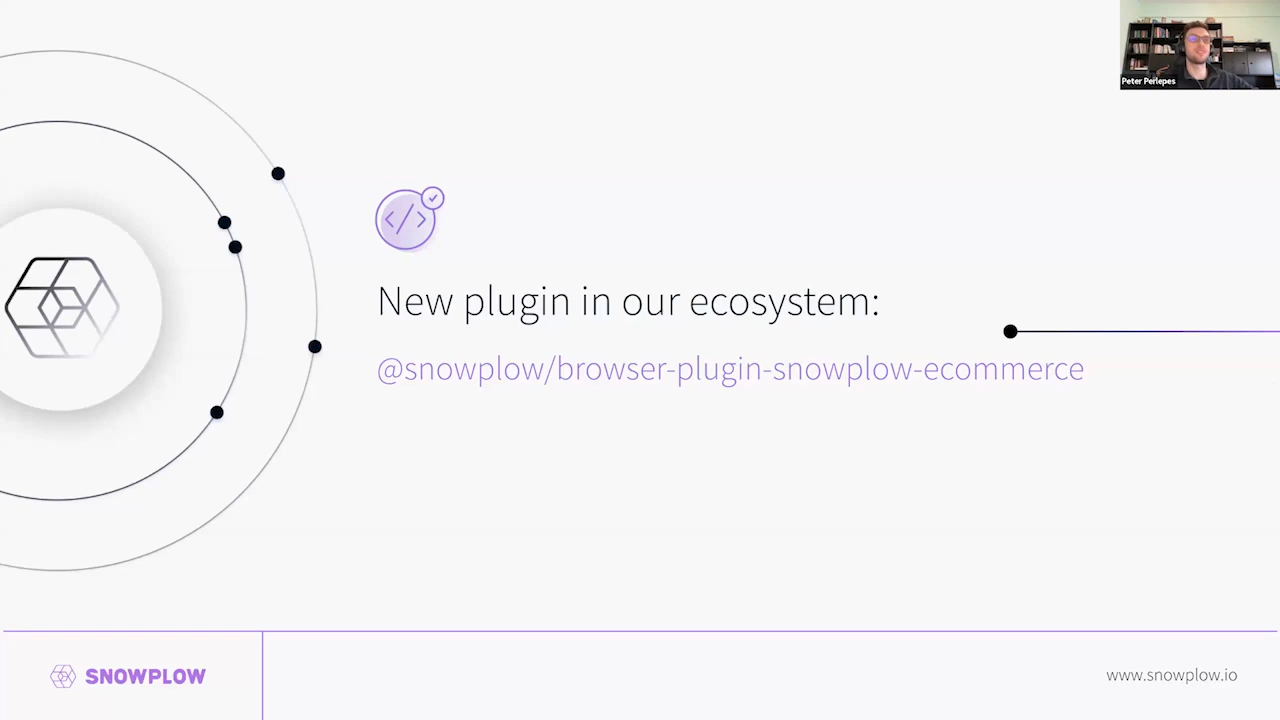 Peter Perlepes
New plugin in our ecosystem:
@snowplow/browser-plugin-snowplow-ecommerce
SNOWPLOW
www.snowplow.io